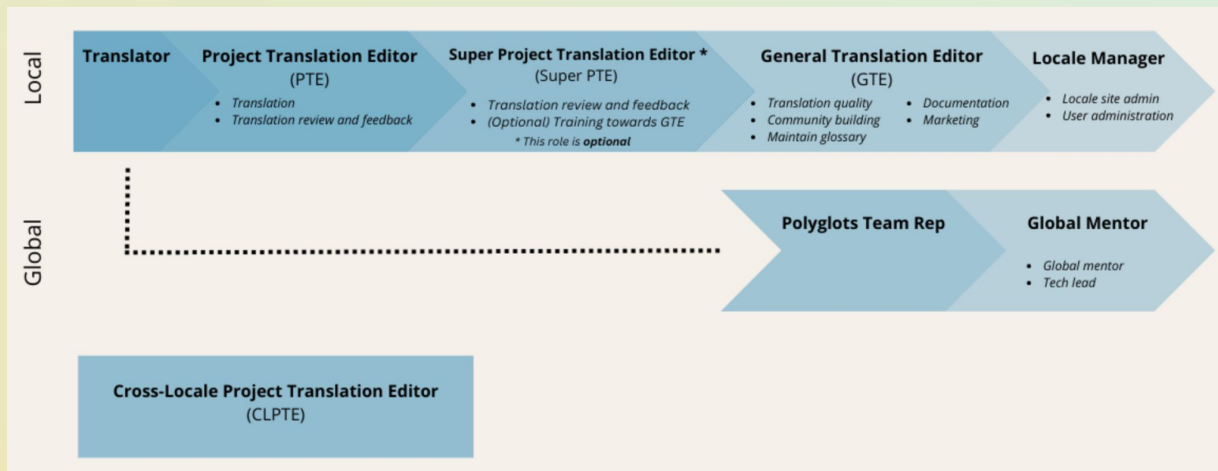 Local
Translator
Project Translation Editor
(PTE)
• Translation
• Translation review and feedback
Super Project Translation Editor *
(Super PTE)
• Translation review and feedback
• (Optional) Training towards GTE
* This role is optional
General Translation Editor
(GTE)
• Translation quality
• Community building
• Maintain glossary
• Documentation
• Marketing
Locale Manager
• Locale site admin
• User administration
Global
Polyglots Team Rep
Global Mentor
• Global mentor
• Tech lead
Cross-Locale Project Translation Editor
(CLPTE)